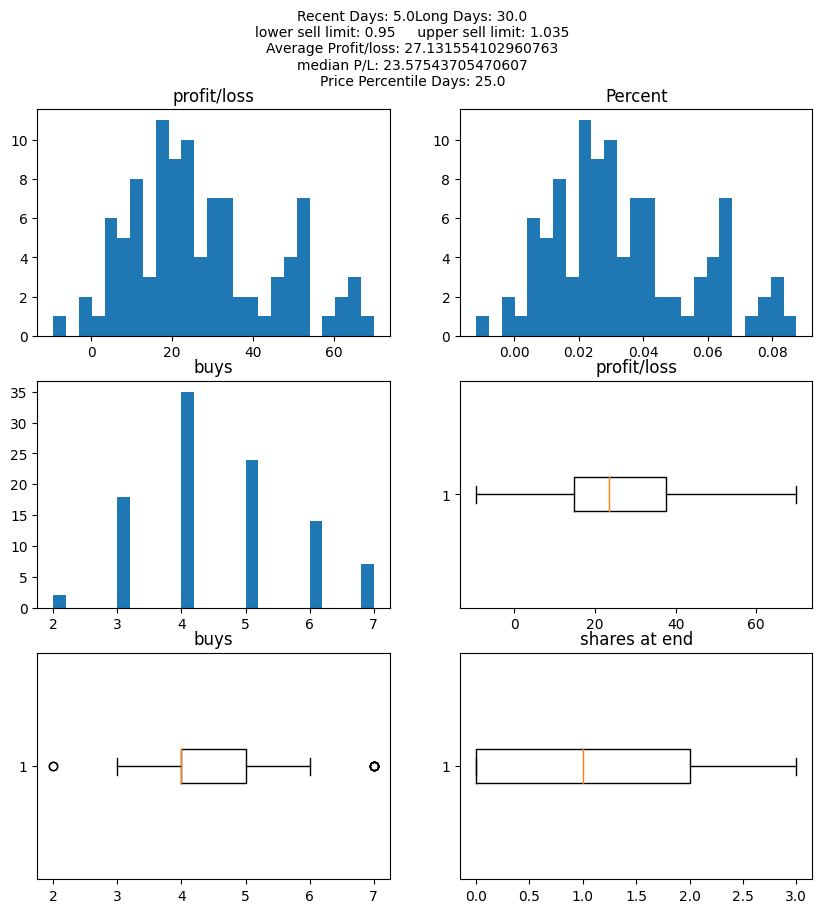 Recent Days: 5.0Long Days: 30.0
lower sell limit: 0.95     upper sell limit: 1.035
Average Profit/loss: 27.131554102960763
median P/L: 23.57543705470607
Price Percentile Days: 25.0
profit/loss
10
8
6
4
2
0
0 20 40 60
Percent
10
8
6
4
2
0
0.00 0.02 0.04 0.06 0.08
buys
35
30
25
20
15
10
5
0
2 3 4 5 6 7
profit/loss
1
0 20 40 60
buys
1
2 3 4 5 6 7
shares at end
1
0.0 0.5 1.0 1.5 2.0 2.5 3.0